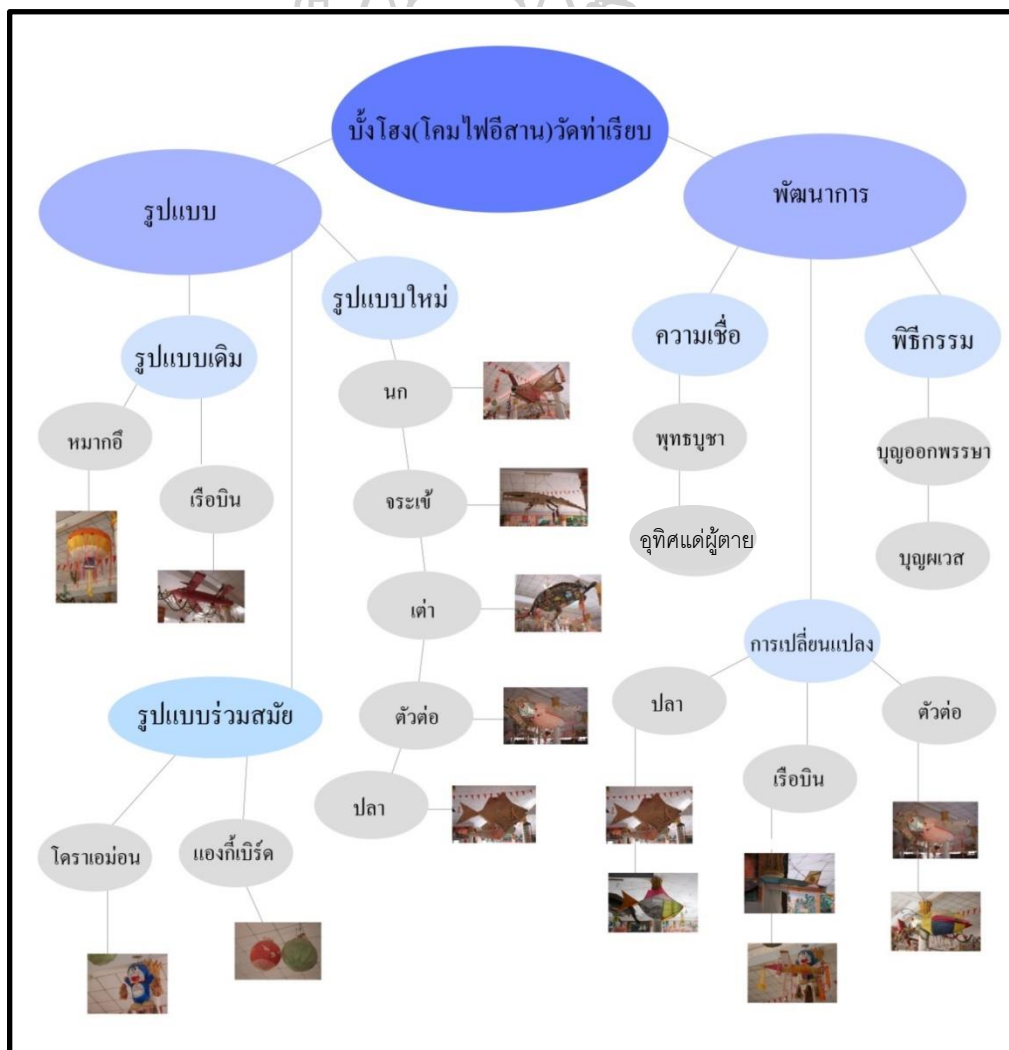 บั้งโฮง(โคมไฟอีสาน)วัดท่าเรียบ
รูปแบบ
พัฒนาการ
รูปแบบใหม่
รูปแบบเดิม
ความเชื่อ
พิธีกรรม
นก
หมากอึ
พุทธบูชา
บุญออกพรรษา
เรือบิน
จระเข้
อุทิศแด่ผู้ตาย
บุญผเวส
เต่า
การเปลี่ยนแปลง
รูปแบบร่วมสมัย
ตัวต่อ
ปลา
ตัวต่อ
เรือบิน
ปลา
โดราเอม่อน
แองกี้เบิร์ด